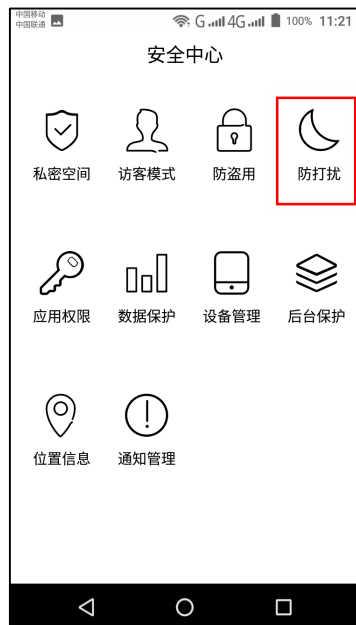 中国移动
中国联通
G 4G 100% 11:21
安全中心
私密空间 访客模式 防盗用 防打扰
应用权限 数据保护 设备管理 后台保护
位置信息 通知管理